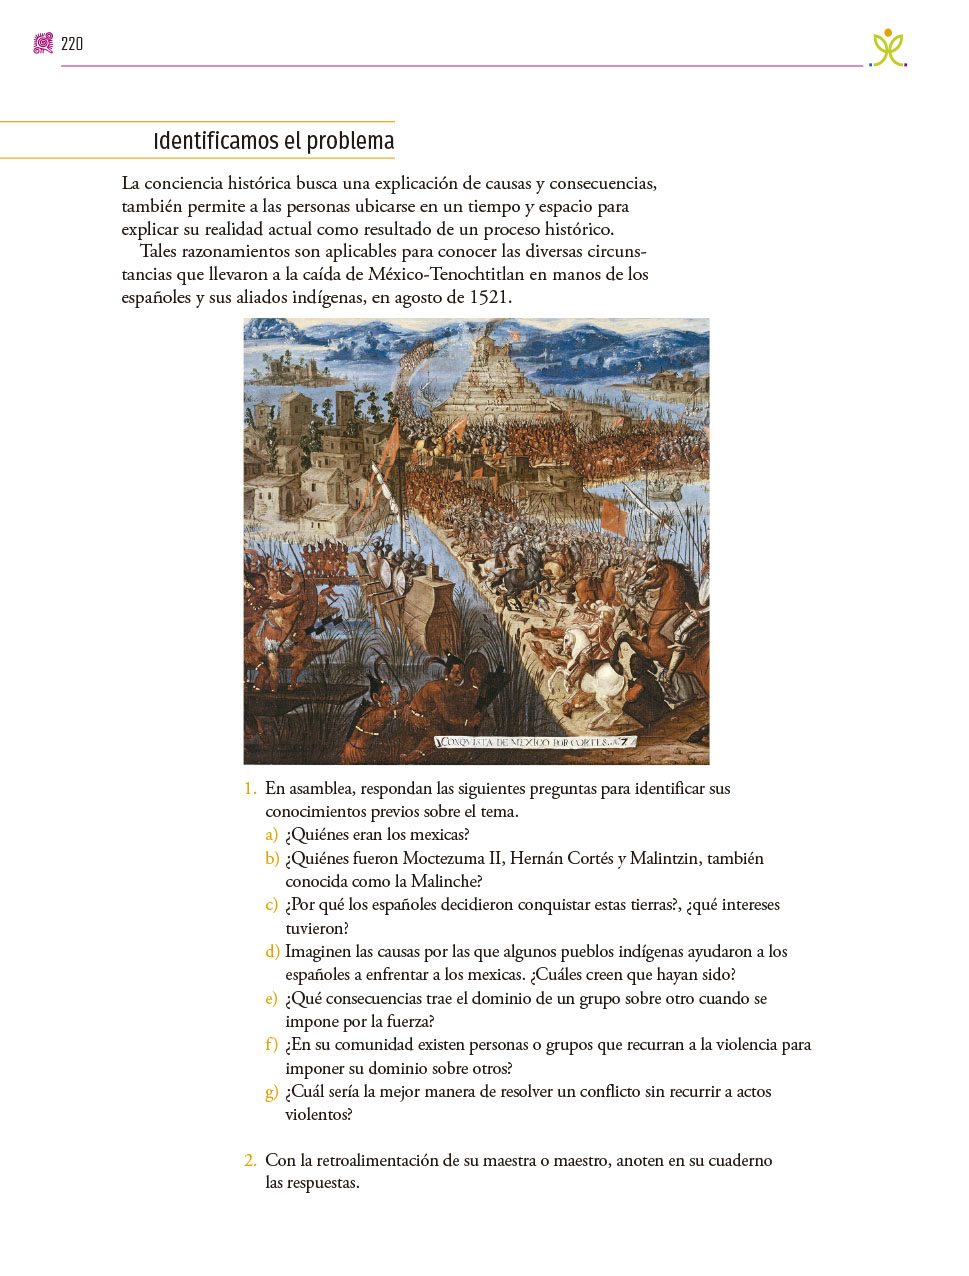 220
Identificamos el problema
La conciencia histórica busca una explicación de causas y consecuencias,
también permite a las personas ubicarse en un tiempo y espacio para
explicar su realidad actual como resultado de un proceso histórico.
Tales razonamientos son aplicables para conocer las diversas circuns-
tancias que llevaron a la caída de México-Tenochtitlan en manos de los
españoles y sus aliados indígenas, en agosto de 1521.
CONQVISTA DE MEXICO POR CORTES. N.7
1. En asamblea, respondan las siguientes preguntas para identificar sus
conocimientos previos sobre el tema.
a) ¿Quiénes eran los mexicas?
b) ¿Quiénes fueron Moctezuma II, Hernán Cortés y Malintzin, también
conocida como la Malinche?
c) ¿Por qué los españoles decidieron conquistar estas tierras?, ¿qué intereses
tuvieron?
d) Imaginen las causas por las que algunos pueblos indígenas ayudaron a los
españoles a enfrentar a los mexicas. ¿Cuáles creen que hayan sido?
e) ¿Qué consecuencias trae el dominio de un grupo sobre otro cuando se
impone por la fuerza?
f) ¿En su comunidad existen personas o grupos que recurran a la violencia para
imponer su dominio sobre otros?
g) ¿Cuál sería la mejor manera de resolver un conflicto sin recurrir a actos
violentos?
2. Con la retroalimentación de su maestra o maestro, anoten en su cuaderno
las respuestas.